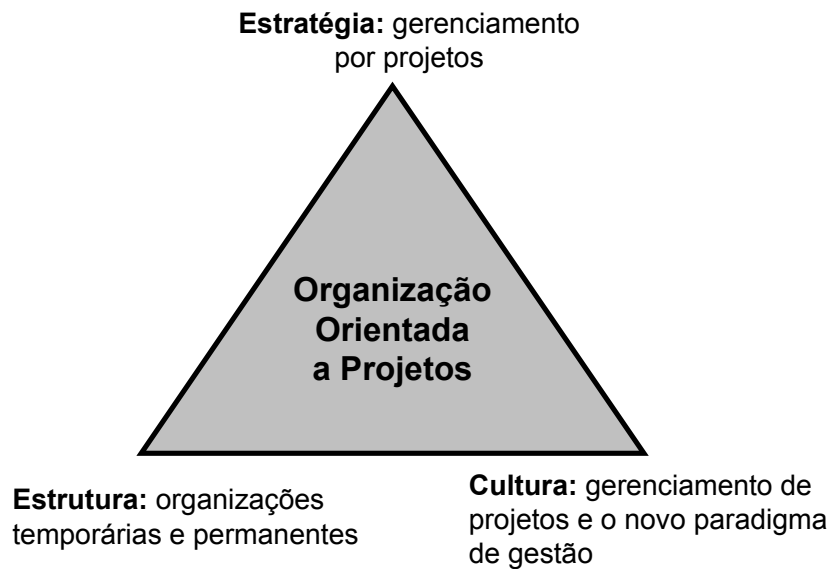 Estratégia: gerenciamento
por projetos
Organização
Orientada
a Projetos
Estrutura: organizações
temporárias e permanentes
Cultura: gerenciamento de
projetos e o novo paradigma
de gestão